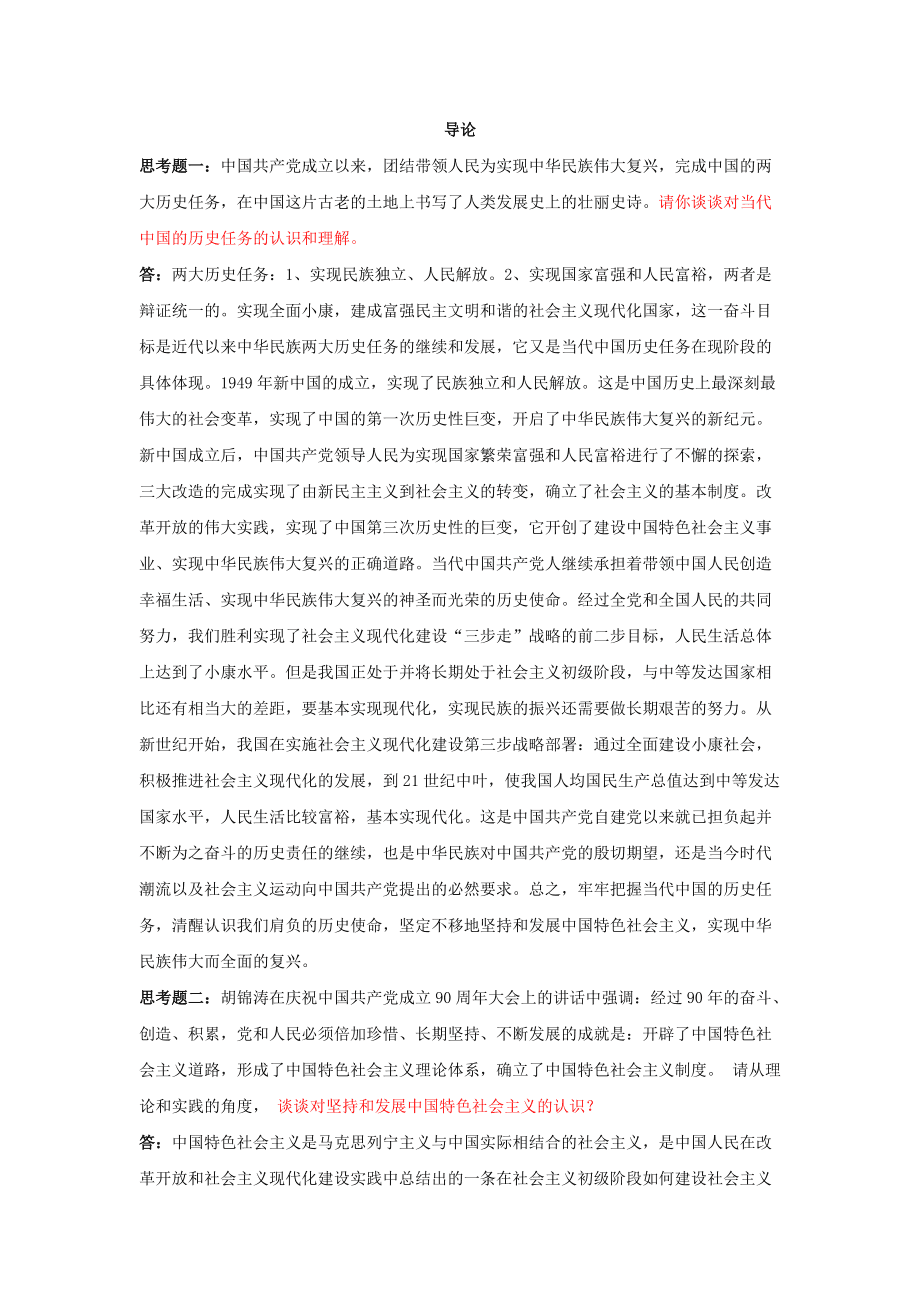 导论
思考题一：中国共产党成立以来，团结带领人民为实现中华民族伟大复兴，完成中国的两
大历史任务，在中国这片古老的土地上书写了人类发展史上的壮丽史诗。请你谈谈对当代
中国的历史任务的认识和理解。
答：两大历史任务：1、实现民族独立、人民解放。2、实现国家富强和人民富裕，两者是
辩证统一的。实现全面小康，建成富强民主文明和谐的社会主义现代化国家，这一奋斗目
标是近代以来中华民族两大历史任务的继续和发展，它又是当代中国历史任务在现阶段的
具体体现。1949 年新中国的成立，实现了民族独立和人民解放。这是中国历史上最深刻最
伟大的社会变革，实现了中国的第一次历史性巨变，开启了中华民族伟大复兴的新纪元。
新中国成立后，中国共产党领导人民为实现国家繁荣富强和人民富裕进行了不懈的探索，
三大改造的完成实现了由新民主主义到社会主义的转变，确立了社会主义的基本制度。改
革开放的伟大实践，实现了中国第三次历史性的巨变，它开创了建设中国特色社会主义事
业、实现中华民族伟大复兴的正确道路。当代中国共产党人继续承担着带领中国人民创造
幸福生活、实现中华民族伟大复兴的神圣而光荣的历史使命。经过全党和全国人民的共同
努力，我们胜利实现了社会主义现代化建设“三步走”战略的前二步目标，人民生活总体
上达到了小康水平。但是我国正处于并将长期处于社会主义初级阶段，与中等发达国家相
比还有相当大的差距，要基本实现现代化，实现民族的振兴还需要做长期艰苦的努力。从
新世纪开始，我国在实施社会主义现代化建设第三步战略部署：通过全面建设小康社会，
积极推进社会主义现代化的发展，到 21 世纪中叶，使我国人均国民生产总值达到中等发达
国家水平，人民生活比较富裕，基本实现现代化。这是中国共产党自建党以来就已担负起并
不断为之奋斗的历史责任的继续，也是中华民族对中国共产党的殷切期望，还是当今时代
潮流以及社会主义运动向中国共产党提出的必然要求。总之，牢牢把握当代中国的历史任
务，清醒认识我们肩负的历史使命，坚定不移地坚持和发展中国特色社会主义，实现中华
民族伟大而全面的复兴。
思考题二：胡锦涛在庆祝中国共产党成立 90 周年大会上的讲话中强调：经过 90 年的奋斗、
创造、积累，党和人民必须倍加珍惜、长期坚持、不断发展的成就是：开辟了中国特色社
会主义道路，形成了中国特色社会主义理论体系，确立了中国特色社会主义制度。 请从理
论和实践的角度， 谈谈对坚持和发展中国特色社会主义的认识？
答：中国特色社会主义是马克思列宁主义与中国实际相结合的社会主义，是中国人民在改
革开放和社会主义现代化建设实践中总结出的一条在社会主义初级阶段如何建设社会主义